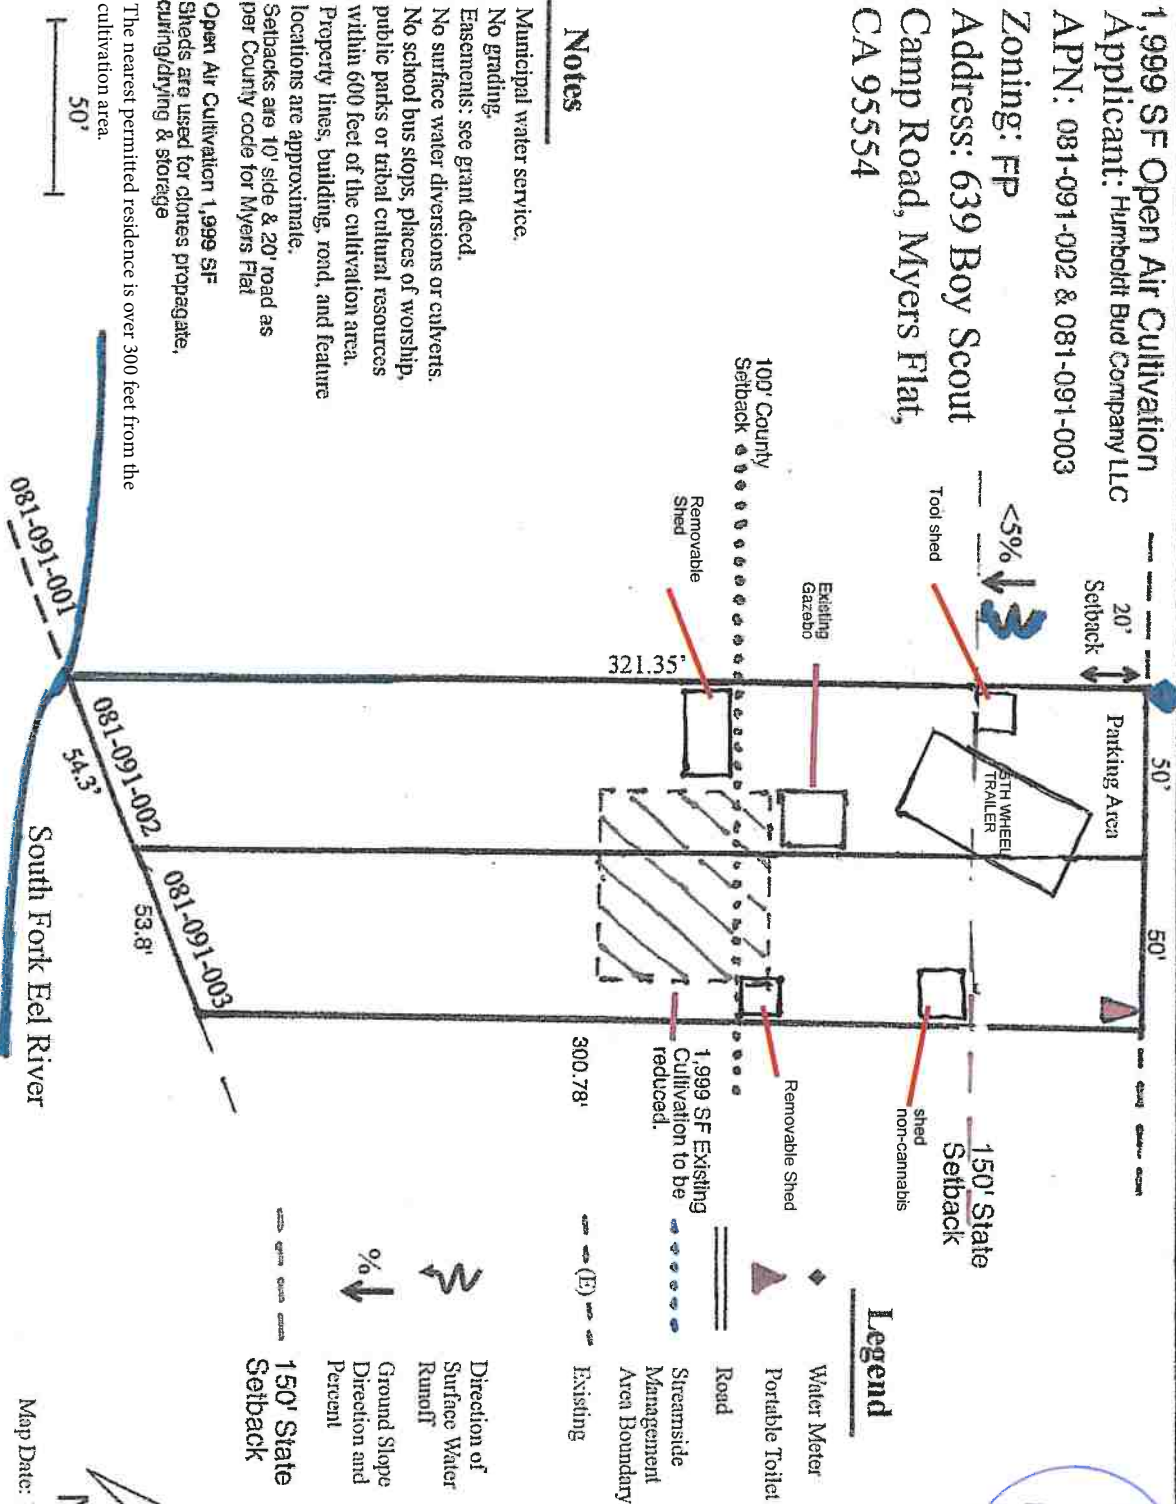 1,999 SF Open Air Cultivation
Applicant: Humboldt Bud Company LLC
APN: 081-091-002 & 081-091-003
Zoning: FP
Address: 639 Boy Scout
Camp Road, Myers Flat,
CA 95554
Notes
Municipal water service.
No grading.
Easements: see grant deed.
No surface water diversions or culverts.
No school bus stops, places of worship,
public parks or tribal cultural resources
within 600 feet of the cultivation area.
Property lines, building, road, and feature
locations are approximate.
Setbacks are 10' side & 20' road as
per County code for Myers Flat
Open Air Cultivation 1,999 SF
Sheds are used for clones propagate,
curing/drying & storage
The nearest permitted residence is over 300 feet from the
cultivation area.
50'
20'
Setback
<5%
Tool shed
Existing
Gazebo
100' County
Setback
Removable
Shed
321.35'
081-091-001
50'
Parking Area
5TH WHEEL
TRAILER
081-091-002
54.3'
50'
081-091-003
53.8'
South Fork Eel River
150' State
Setback
shed
non-cannabis
Removable Shed
1,999 SF Existing
Cultivation to be
reduced.
300.78'
Legend
Water Meter
Portable Toilet
Road
Streamside
Management
Area Boundary
(E)
Existing
Direction of
Surface Water
Runoff
%
Ground Slope
Direction and
Percent
150' State
Setback
Map Date: